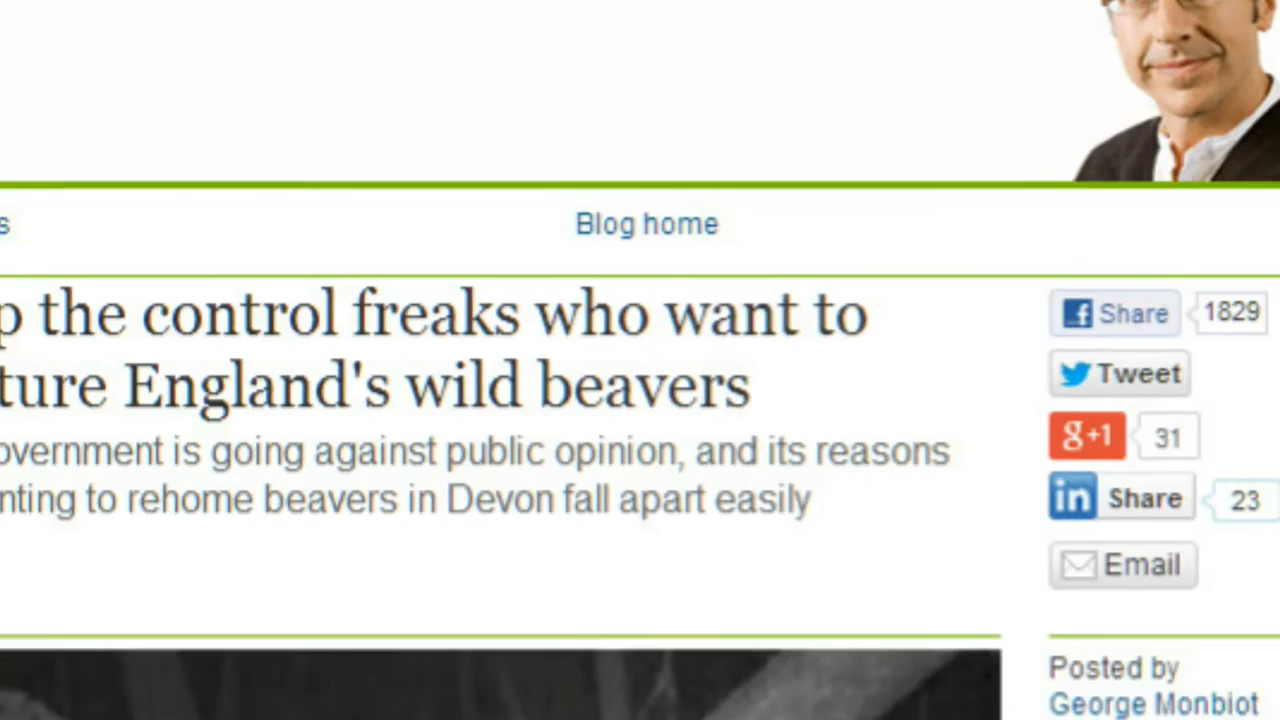 s
Blog home
p the control freaks who want to
ture England's wild beavers
overnment is going against public opinion, and its reasons
nting to rehome beavers in Devon fall apart easily
f Share 1829
Tweet
g+1 31
in Share 23
Email
Posted by
George Monbiot